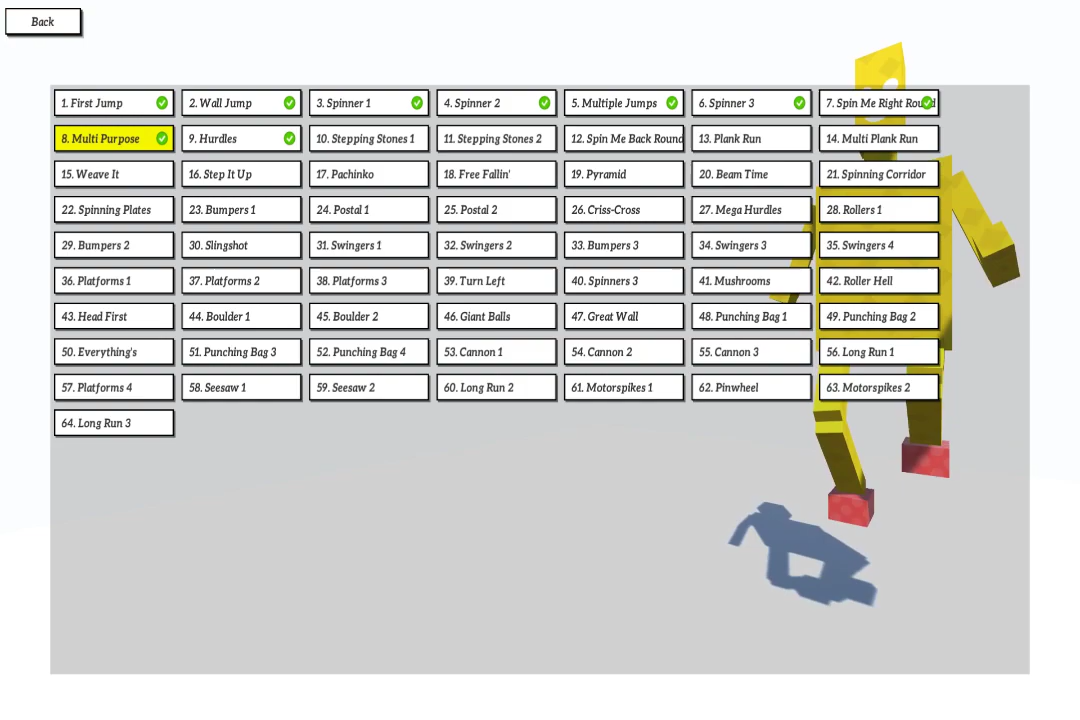 Back
1. First Jump
2. Wall Jump
3. Spinner 1
4. Spinner 2
5. Multiple Jumps
6. Spinner 3
7. Spin Me Right Round
8. Multi Purpose
9. Hurdles
10. Stepping Stones 1
11. Stepping Stones 2
12. Spin Me Back Round
13. Plank Run
14. Multi Plank Run
15. Weave It
16. Step It Up
17. Pachinko
18. Free Fallin'
19. Pyramid
20. Beam Time
21. Spinning Corridor
22. Spinning Plates
23. Bumpers 1
24. Postal 1
25. Postal 2
26. Criss-Cross
27. Mega Hurdles
28. Rollers 1
29. Bumpers 2
30. Slingshot
31. Swingers 1
32. Swingers 2
33. Bumpers 3
34. Swingers 3
35. Swingers 4
36. Platforms 1
37. Platforms 2
38. Platforms 3
39. Turn Left
40. Spinners 3
41. Mushrooms
42. Roller Hell
43. Head First
44. Boulder 1
45. Boulder 2
46. Giant Balls
47. Great Wall
48. Punching Bag 1
49. Punching Bag 2
50. Everything's
51. Punching Bag 3
52. Punching Bag 4
53. Cannon 1
54. Cannon 2
55. Cannon 3
56. Long Run 1
57. Platforms 4
58. Seesaw 1
59. Seesaw 2
60. Long Run 2
61. Motorspikes 1
62. Pinwheel
63. Motorspikes 2
64. Long Run 3